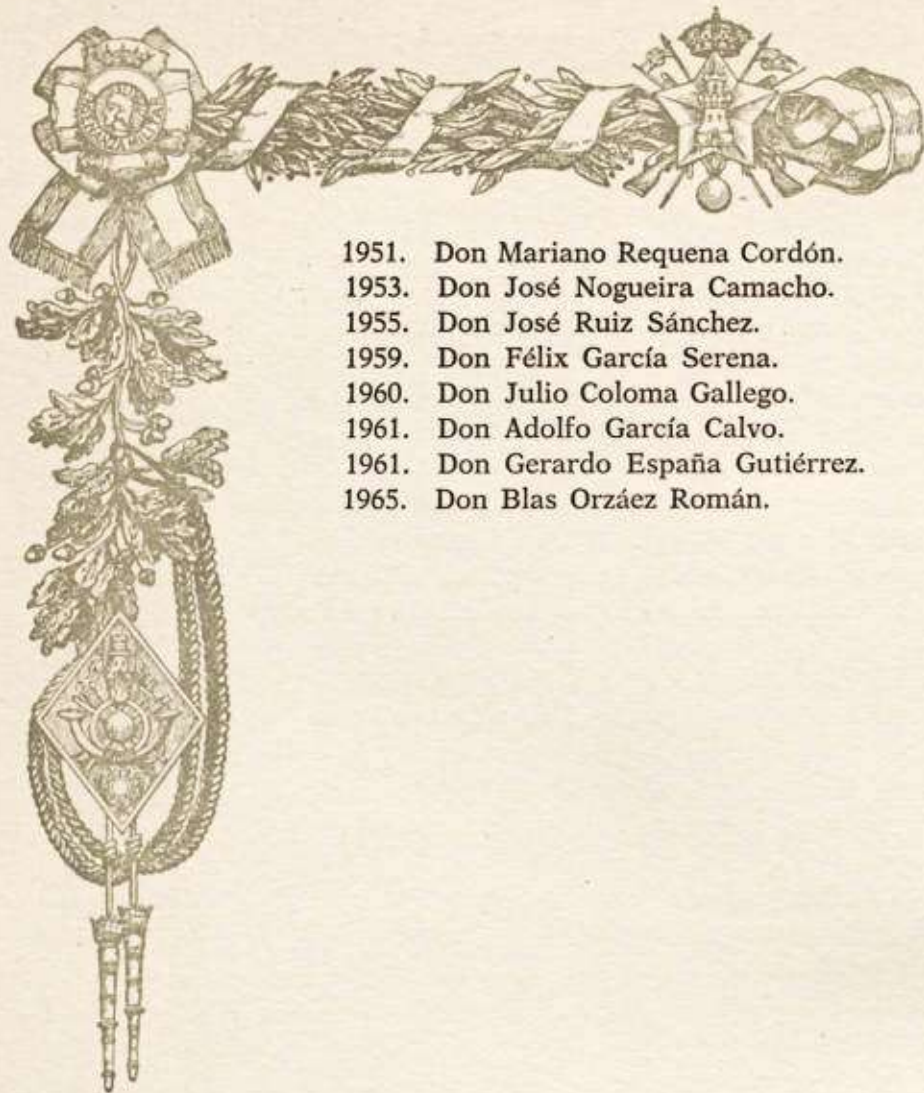 1951. Don Mariano Requena Cordón.
1953. Don José Nogueira Camacho.
1955. Don José Ruiz Sánchez.
1959. Don Félix García Serena.
1960. Don Julio Coloma Gallego.
1961. Don Adolfo García Calvo.
1961. Don Gerardo España Gutiérrez.
1965. Don Blas Orzáez Román.